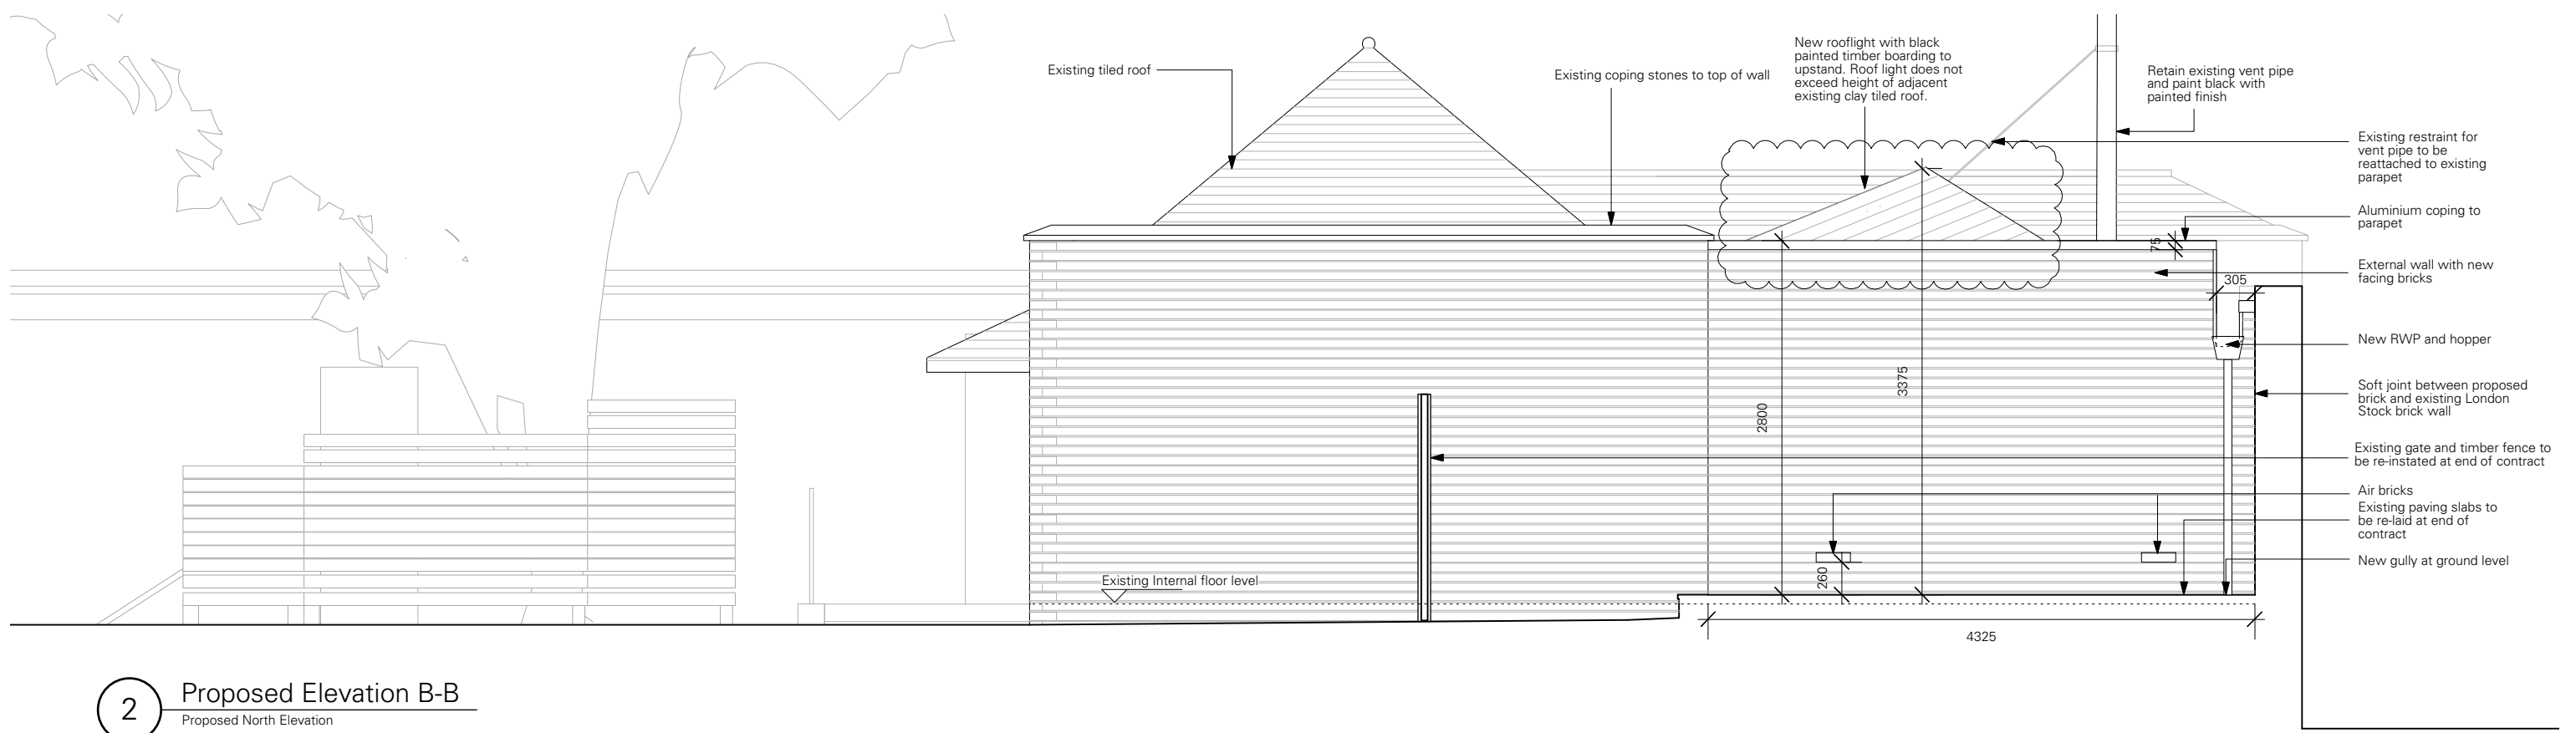 Existing tiled roof
Existing coping stones to top of wall
New rooflight with black
painted timber boarding to
upstand. Roof light does not
exceed height of adjacent
existing clay tiled roof.
Retain existing vent pipe
and paint black with
painted finish
Existing restraint for
vent pipe to be
reattached to existing
parapet
Aluminium coping to
parapet
75
External wall with new
facing bricks
305
New RWP and hopper
3375
2800
Soft joint between proposed
brick and existing London
Stock brick wall
Existing gate and timber fence to
be re-instated at end of contract
Air bricks
Existing paving slabs to
be re-laid at end of
contract
260
Existing Internal floor level
New gully at ground level
4325
2
Proposed Elevation B-B
Proposed North Elevation